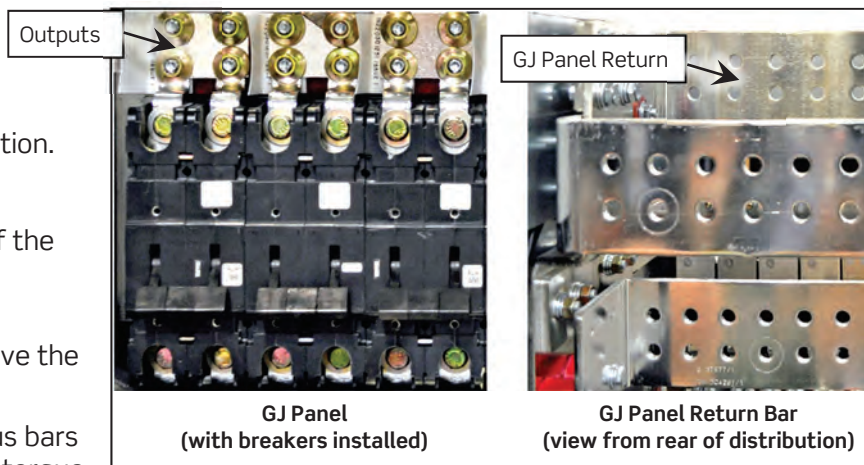 Outputs
GJ Panel Return
tion.
f the
ve the
us bars
torque
GJ Panel
(with breakers installed)
GJ Panel Return Bar
(view from rear of distribution)